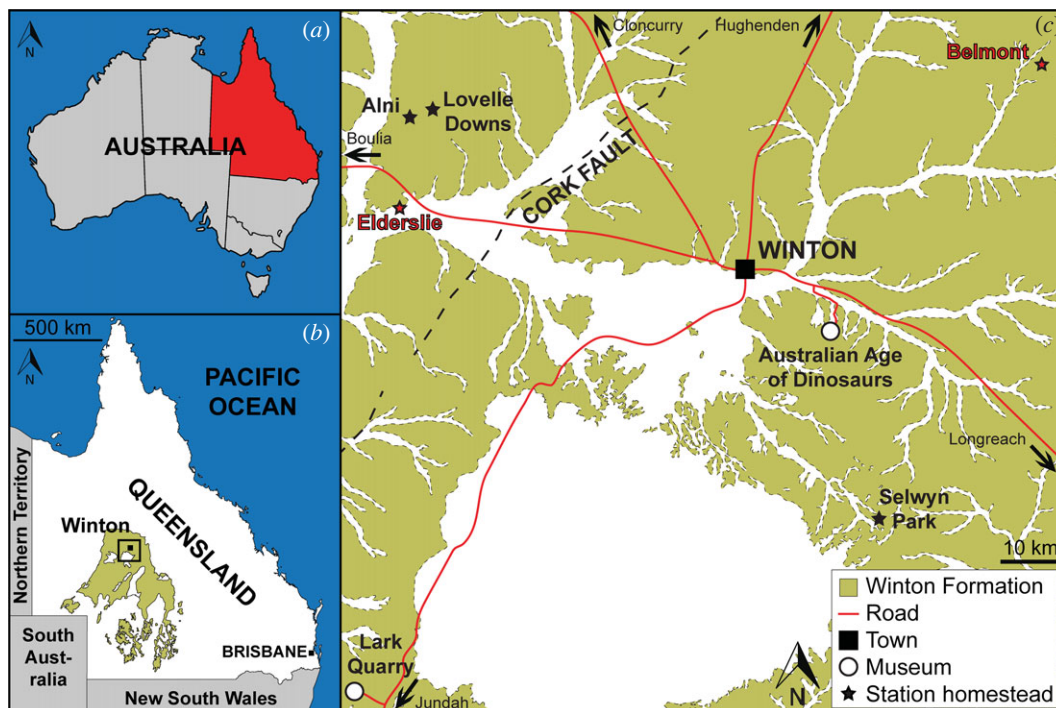 (a)
N
AUSTRALIA
500 km
(b)
N
PACIFIC
OCEAN
Northern Territory
QUEENSLAND
Winton
South
Aust-
ralia
BRISBANE
New South Wales
Cloncurry
Hughenden
(c)
Belmont
Alni
Lovelle
Downs
Boulia
CORK FAULT
Elderslie
WINTON
Australian Age
of Dinosaurs
Longreach
Selwyn
Park
10 km
Lark
Quarry
Jundah
N
Winton Formation
Road
Town
Museum
Station homestead